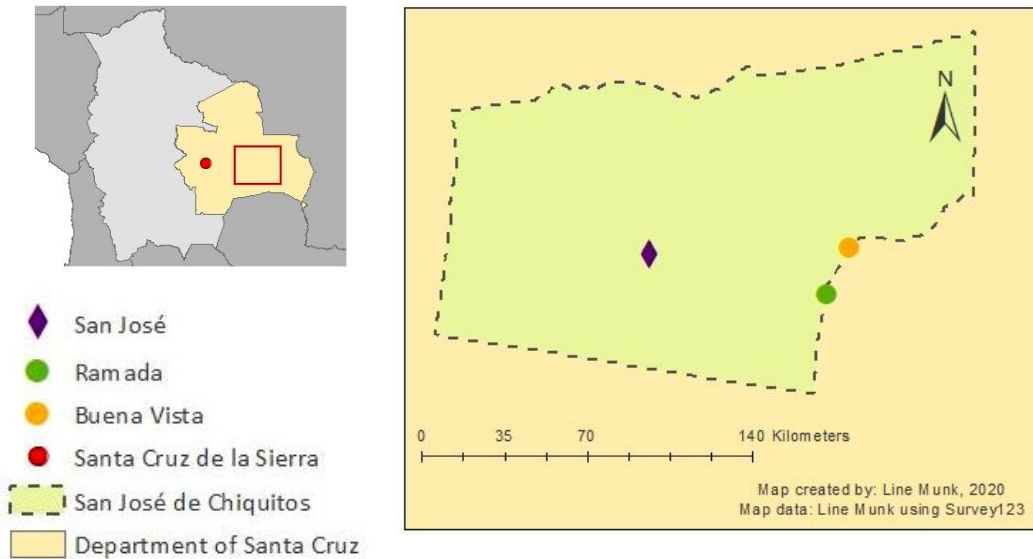 San José
Ramada
Buena Vista
Santa Cruz de la Sierra
San José de Chiquitos
Department of Santa Cruz
N
0 35 70 140 Kilometers
Map created by: Line Munk, 2020
Map data: Line Munk using Survey123